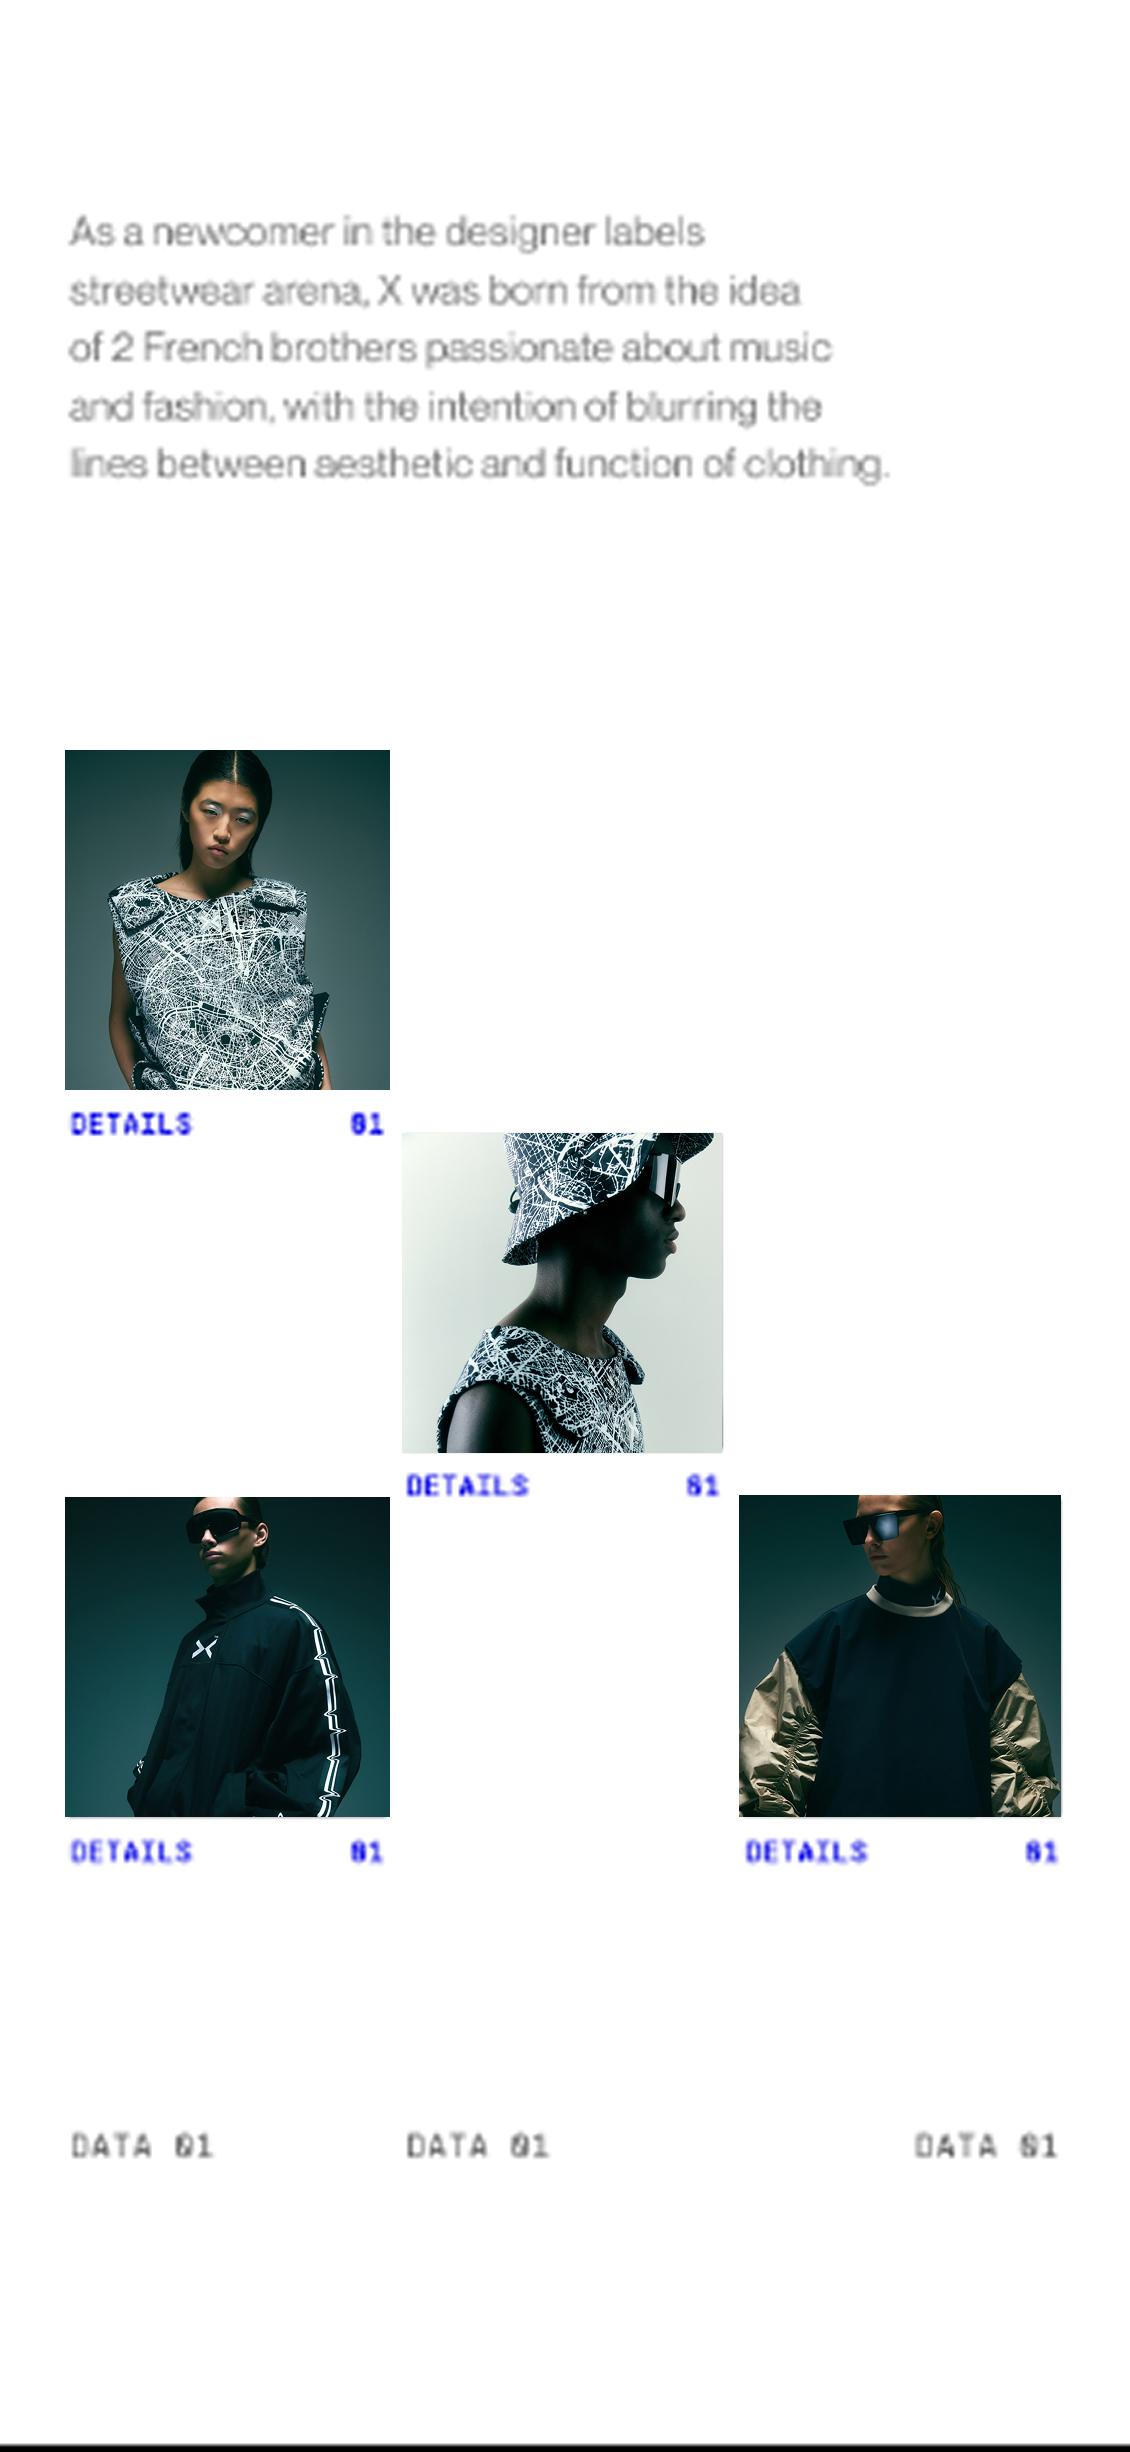 As a newcomer in the designer labels
streetwear arena, X was born from the idea
of 2 French brothers passionate about music
and fashion, with the intention of blurring the
lines between aesthetic and function of clothing.
DETAILS 01
DETAILS 01
DETAILS 01
DETAILS 01
DATA 01 DATA 01 DATA 01